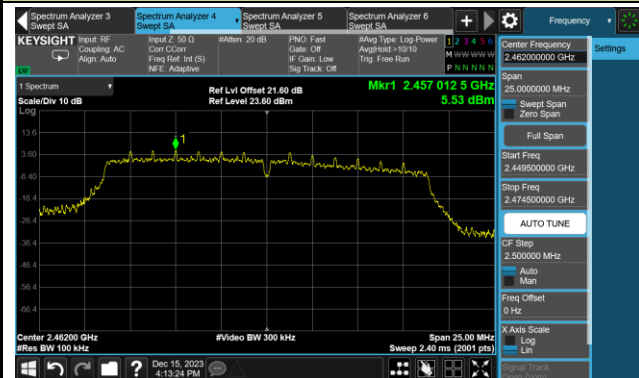 Spectrum Analyzer 3
Swept SA
Spectrum Analyzer 4
Swept SA
Spectrum Analyzer 5
Swept SA
Spectrum Analyzer 6
Swept SA
Frequency
KEYSIGHT
Input: RF
Coupling: AC
Align: Auto
Input Z: 50 Ω
Corr CCorr
Freq Ref: Int (S)
NFE: Adaptive
#Atten: 20 dB
PNO: Fast
Gate: Off
IF Gain: Low
Sig Track: Off
#Avg Type: Log-Power
Avg|Hold:>10/10
Trig: Free Run
1 2 3 4 5 6
M W W W W W
P N N N N N
1 Spectrum
Scale/Div 10 dB
Log
Ref Lvl Offset 21.60 dB
Ref Level 23.60 dBm
Mkr1 2.457 012 5 GHz
5.53 dBm
1
13.6
3.60
-6.40
-16.4
-26.4
-36.4
-46.4
-56.4
-66.4
Center 2.46200 GHz
#Res BW 100 kHz
#Video BW 300 kHz
Span 25.00 MHz
Sweep 2.40 ms (2001 pts)
Dec 15, 2023
4:13:24 PM
Center Frequency
2.462000000 GHz
Settings
Span
25.0000000 MHz
Swept Span
Zero Span
Full Span
Start Freq
2.449500000 GHz
Stop Freq
2.474500000 GHz
AUTO TUNE
CF Step
2.500000 MHz
Auto
Man
Freq Offset
0 Hz
X Axis Scale
Log
Lin
Signal Track
(Span Zoom)